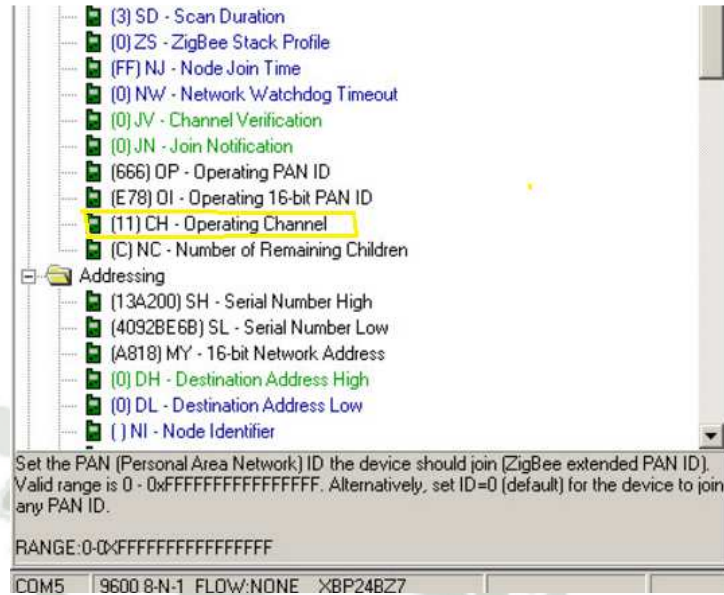 (3) SD - Scan Duration
(0) ZS - ZigBee Stack Profile
(FF) NJ - Node Join Time
(0) NW - Network Watchdog Timeout
(0) JV - Channel Verification
(0) JN - Join Notification
(666) OP - Operating PAN ID
(E78) OI - Operating 16-bit PAN ID
(11) CH - Operating Channel
(C) NC - Number of Remaining Children
Addressing
(13A200) SH - Serial Number High
(4092BE6B) SL - Serial Number Low
(A818) MY - 16-bit Network Address
(0) DH - Destination Address High
(0) DL - Destination Address Low
( ) NI - Node Identifier
Set the PAN (Personal Area Network) ID the device should join (ZigBee extended PAN ID).
Valid range is 0 - 0xFFFFFFFFFFFFFFFF. Alternatively, set ID=0 (default) for the device to join
any PAN ID.
RANGE:0-0XFFFFFFFFFFFFFFFF
COM5 9600 8-N-1 FLOW:NONE XBP24BZ7